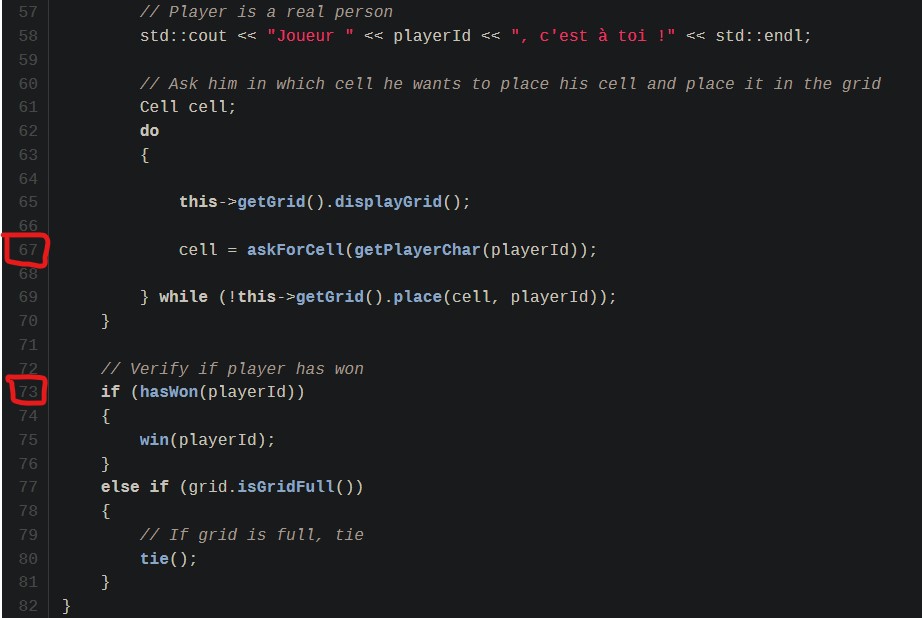 57 // Player is a real person
58 std::cout << "Joueur " << playerId << ", c'est à toi !" << std::endl;
59
60 // Ask him in which cell he wants to place his cell and place it in the grid
61 Cell cell;
62 do
63 {
64
65 this->getGrid().displayGrid();
66
67 cell = askForCell(getPlayerChar(playerId));
68
69 } while (!this->getGrid().place(cell, playerId));
70 }
71
72 // Verify if player has won
73 if (hasWon(playerId))
74 {
75 win(playerId);
76 }
77 else if (grid.isGridFull())
78 {
79 // If grid is full, tie
80 tie();
81 }
82 }